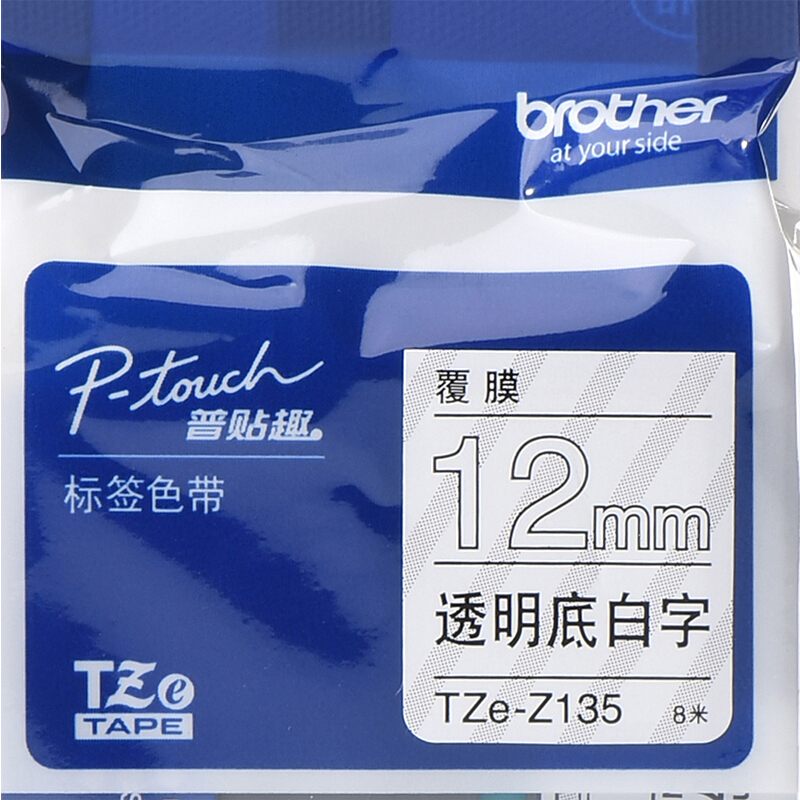 brother
at your side
P-touch
普贴趣
标签色带
TZe
TAPE
覆膜
12mm
透明底白字
TZe-Z135 8米